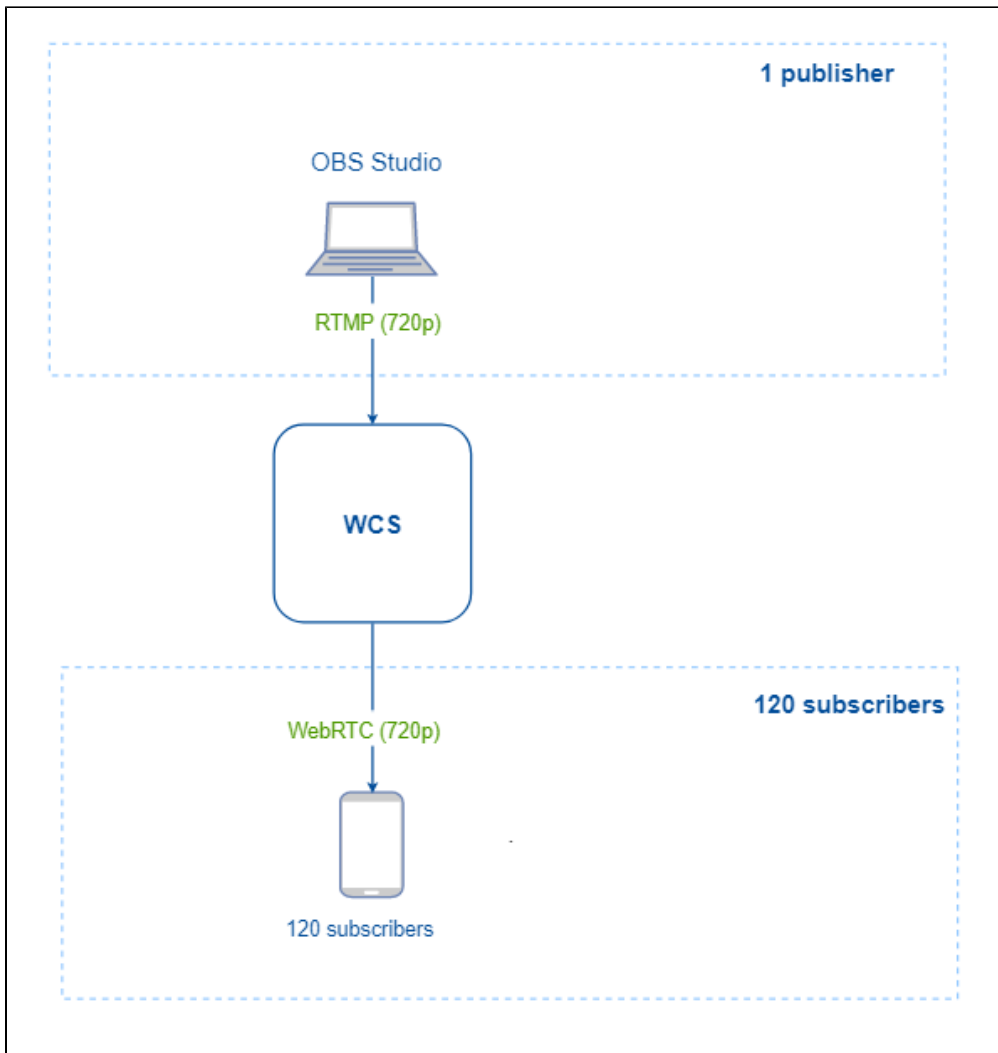 1 publisher
OBS Studio
RTMP (720p)
WCS
120 subscribers
WebRTC (720p)
120 subscribers